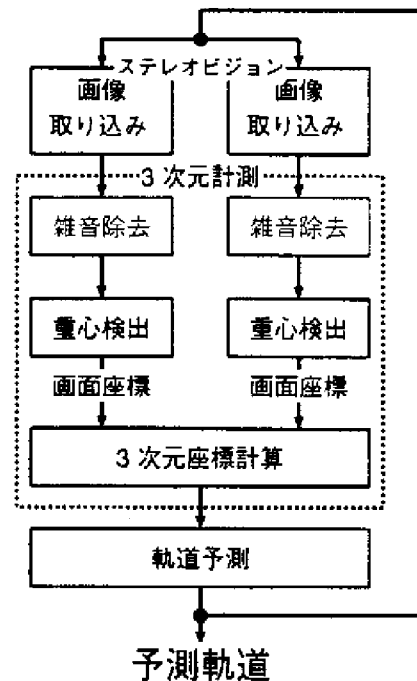 ステレオビジョン
画像
取り込み
画像
取り込み
3次元計測
雑音除去
雑音除去
重心検出
重心検出
画面座標
画面座標
3次元座標計算
軌道予測
予測軌道